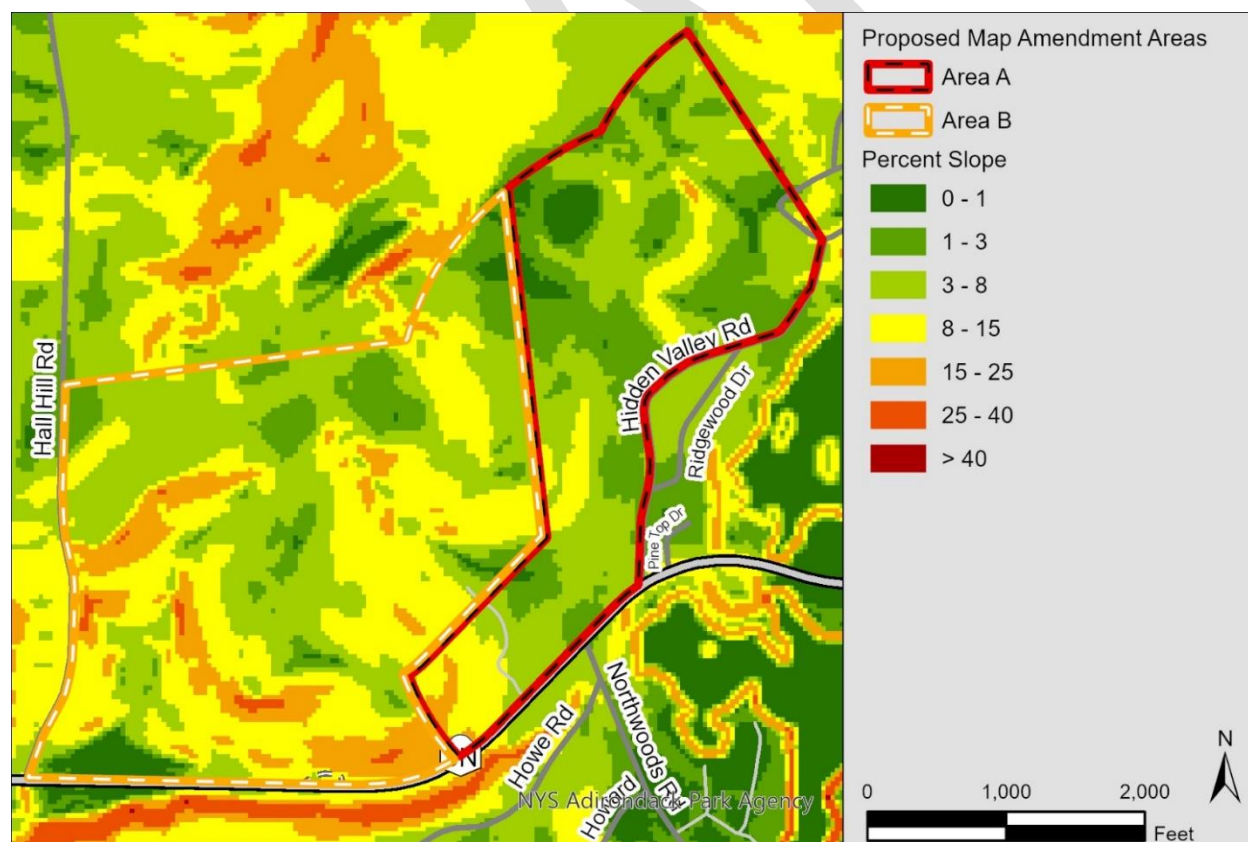 Hall Hill Rd
Hidden Valley Rd
Ridgewood Dr
Pine Top Dr
N
Howe Rd
Northwoods Rd
Howard
NYS Adirondack Park Agency
Proposed Map Amendment Areas
Area A
Area B
Percent Slope
0 - 1
1 - 3
3 - 8
8 - 15
15 - 25
25 - 40
> 40
N
0
1,000
2,000
Feet